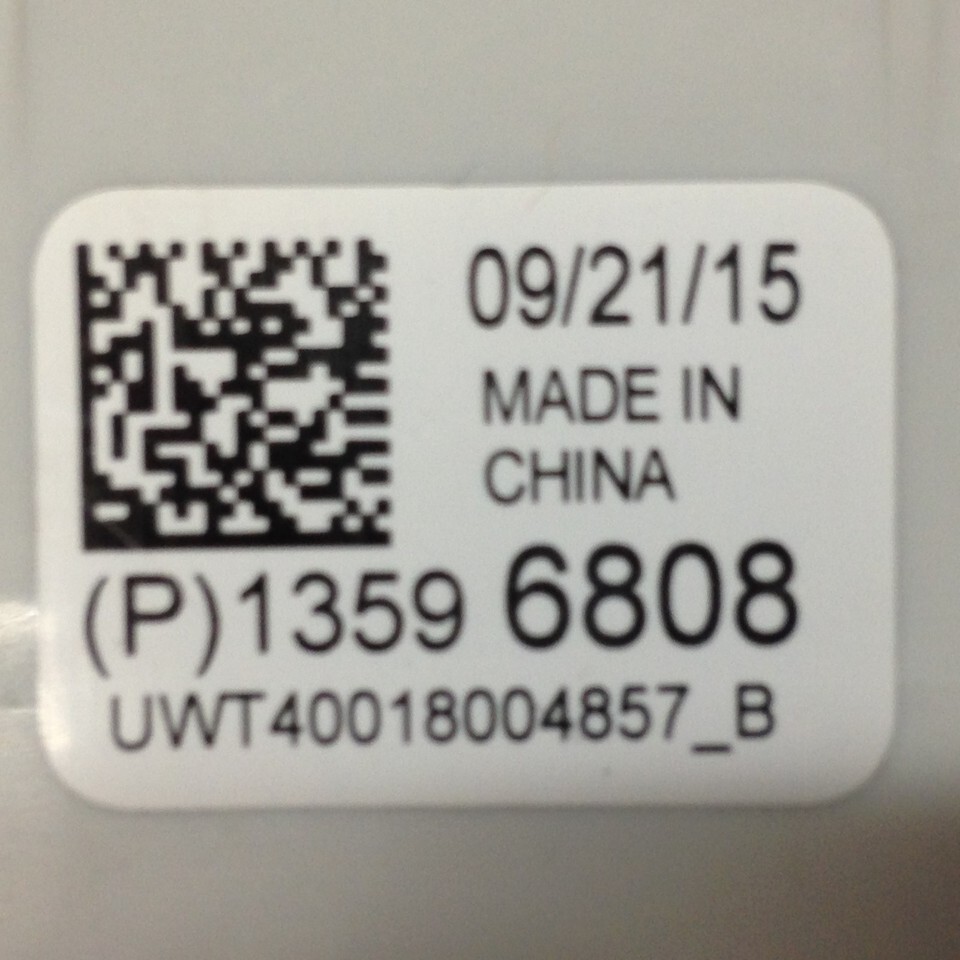 09/21/15
MADE IN
CHINA
(P)1359 6808
UWT40018004857_B